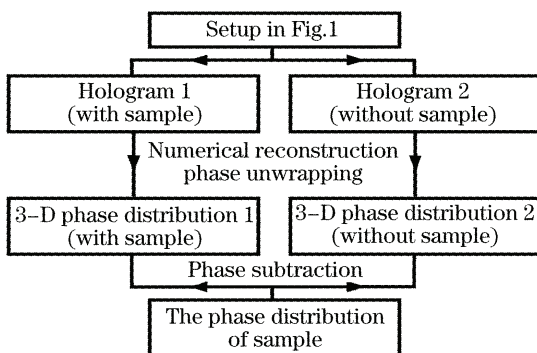 Setup in Fig.1
Hologram 1
(with sample)
Hologram 2
(without sample)
Numerical reconstruction
phase unwrapping
3-D phase distribution 1
(with sample)
3-D phase distribution 2
(without sample)
Phase subtraction
The phase distribution
of sample